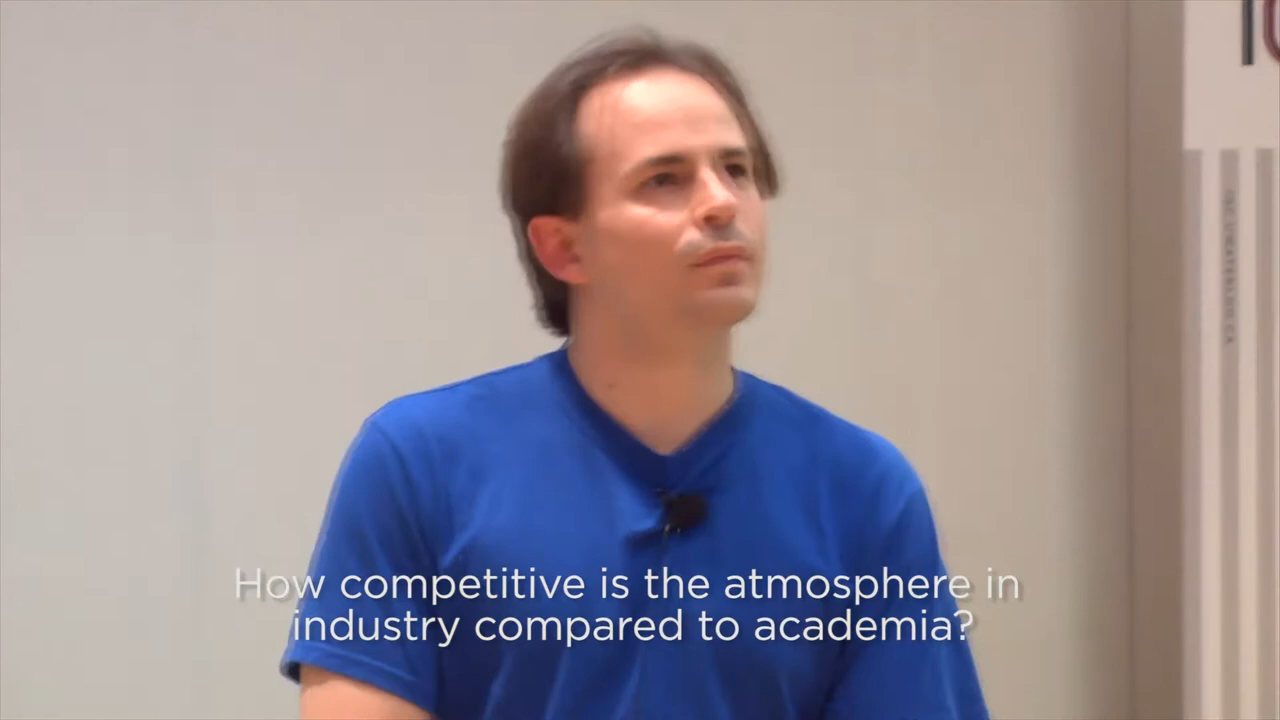 How competitive is the atmosphere in
industry compared to academia?